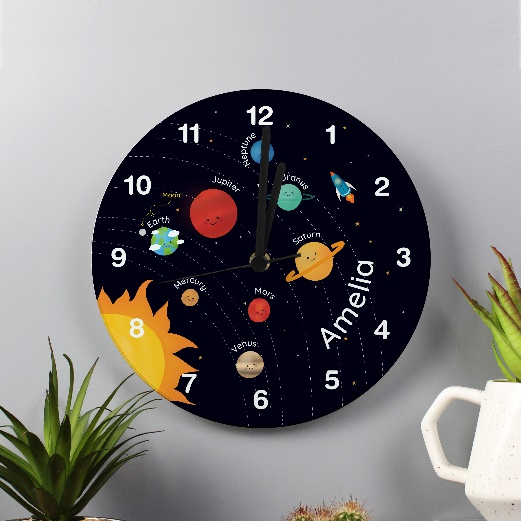 12
11
1
Neptune
10
2
Jupiter
Uranus
Moon
Earth
9
Saturn
3
Mercury
Mars
Amelia
8
4
Venus
7
5
6